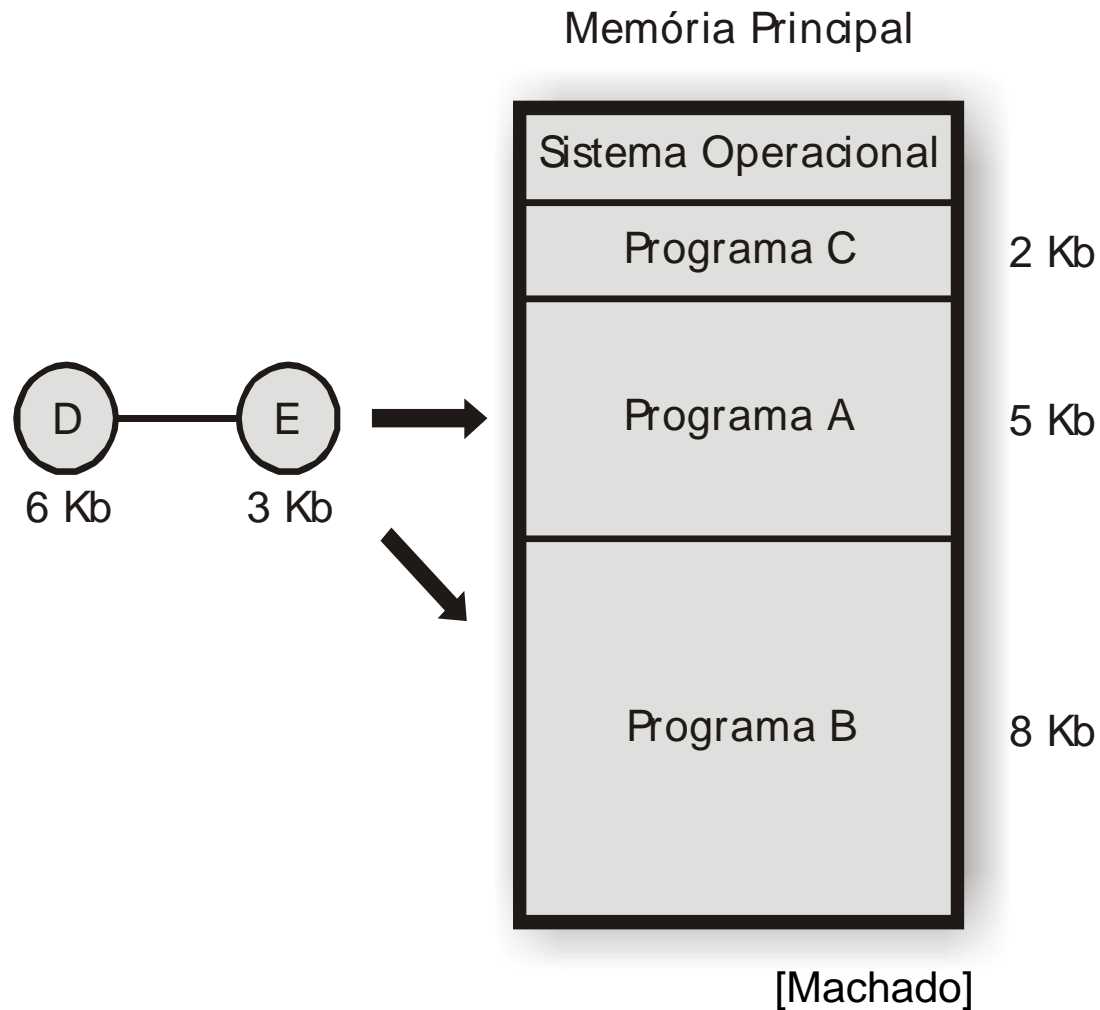 Memória Principal
Sistema Operacional
Programa C
2 Kb
D
E
6 Kb
3 Kb
Programa A
5 Kb
Programa B
8 Kb
[Machado]